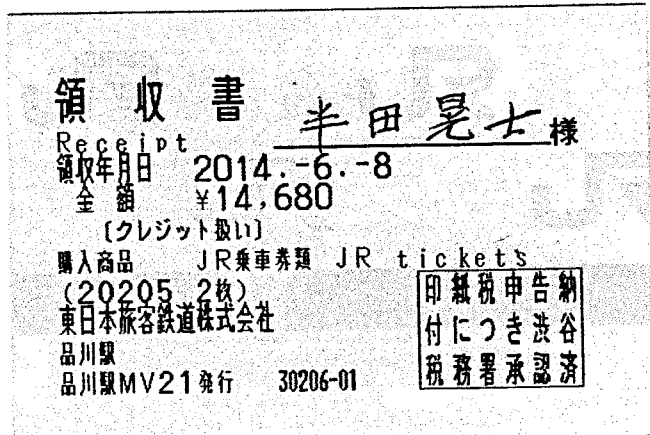 領収書
半田晃士様
Receipt
領収年月日 2014.-6.-8
金額 ¥14,680
〔クレジット扱い〕
購入商品 JR乗車券類 JR tickets
(20205 2枚)
東日本旅客鉄道株式会社
品川駅
品川駅MV21発行 30206-01
印紙税申告納
付につき渋谷
税務署承認済